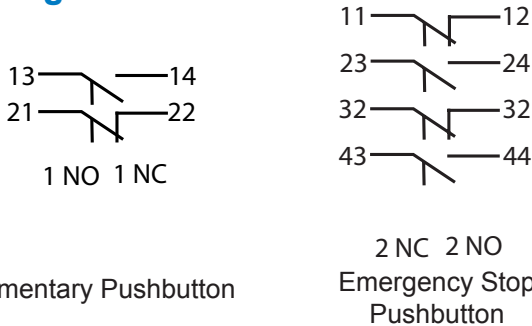 13 14
21 22
1 NO 1 NC
Pushbutton
11 12
23 24
32 32
43 44
2 NC 2 NO
Emergency Stop
Pushbutton